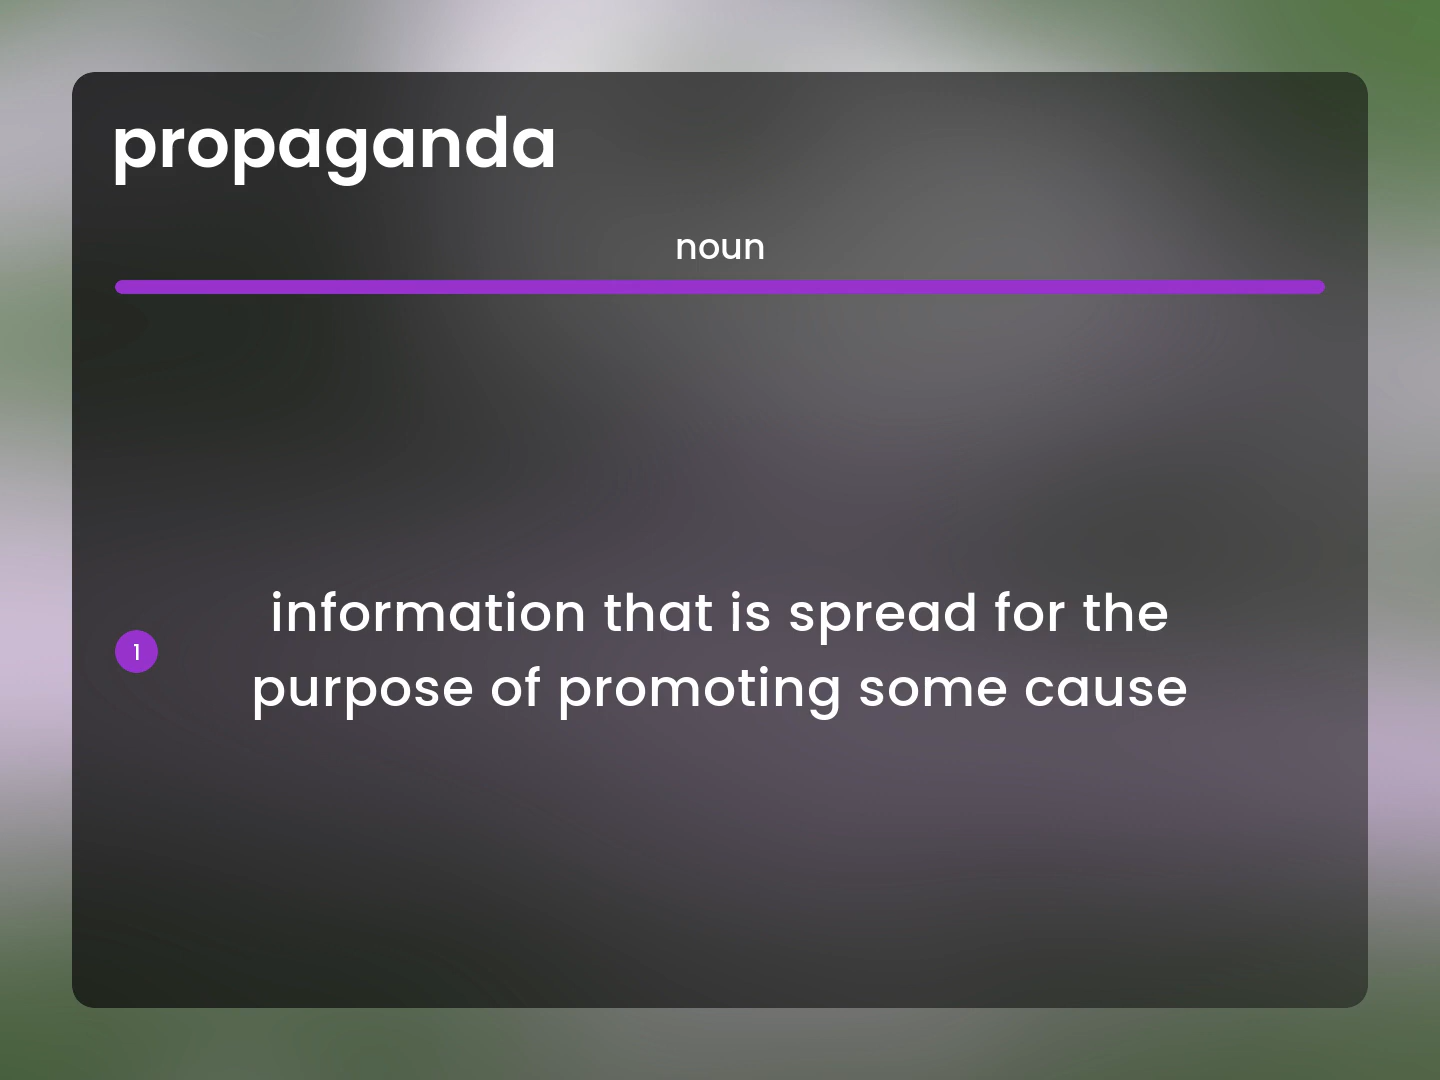 propaganda
noun
1
information that is spread for the
purpose of promoting some cause